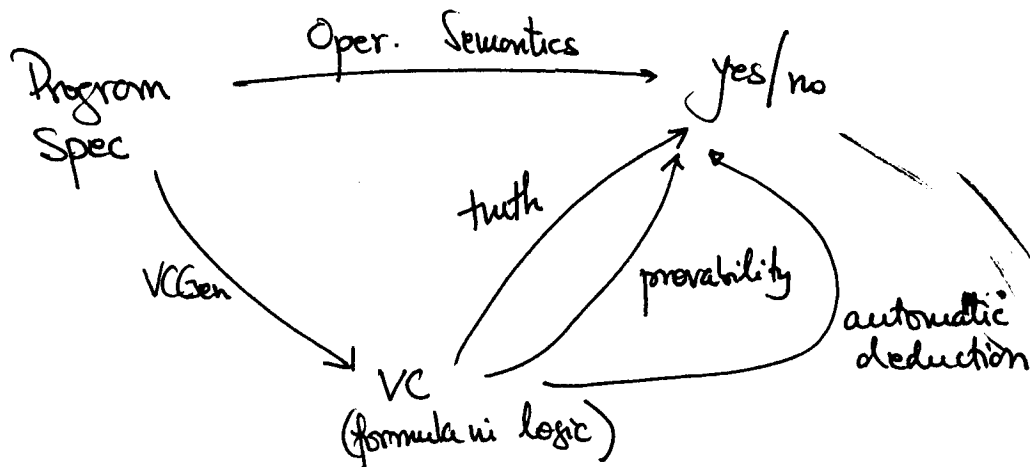 Oper. Semantics
Program
Spec
yes/no
truth
provability
VCGen
automatic
deduction
VC
(formula in logic)